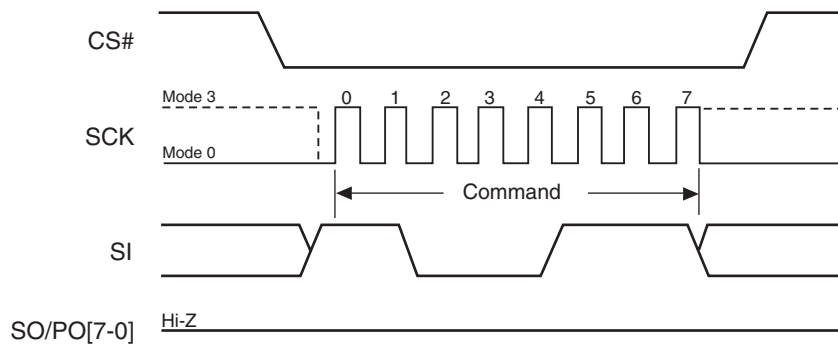 CS#
Mode 3
0 1 2 3 4 5 6 7
SCK
Mode 0
Command
SI
Hi-Z
SO/PO[7-0]